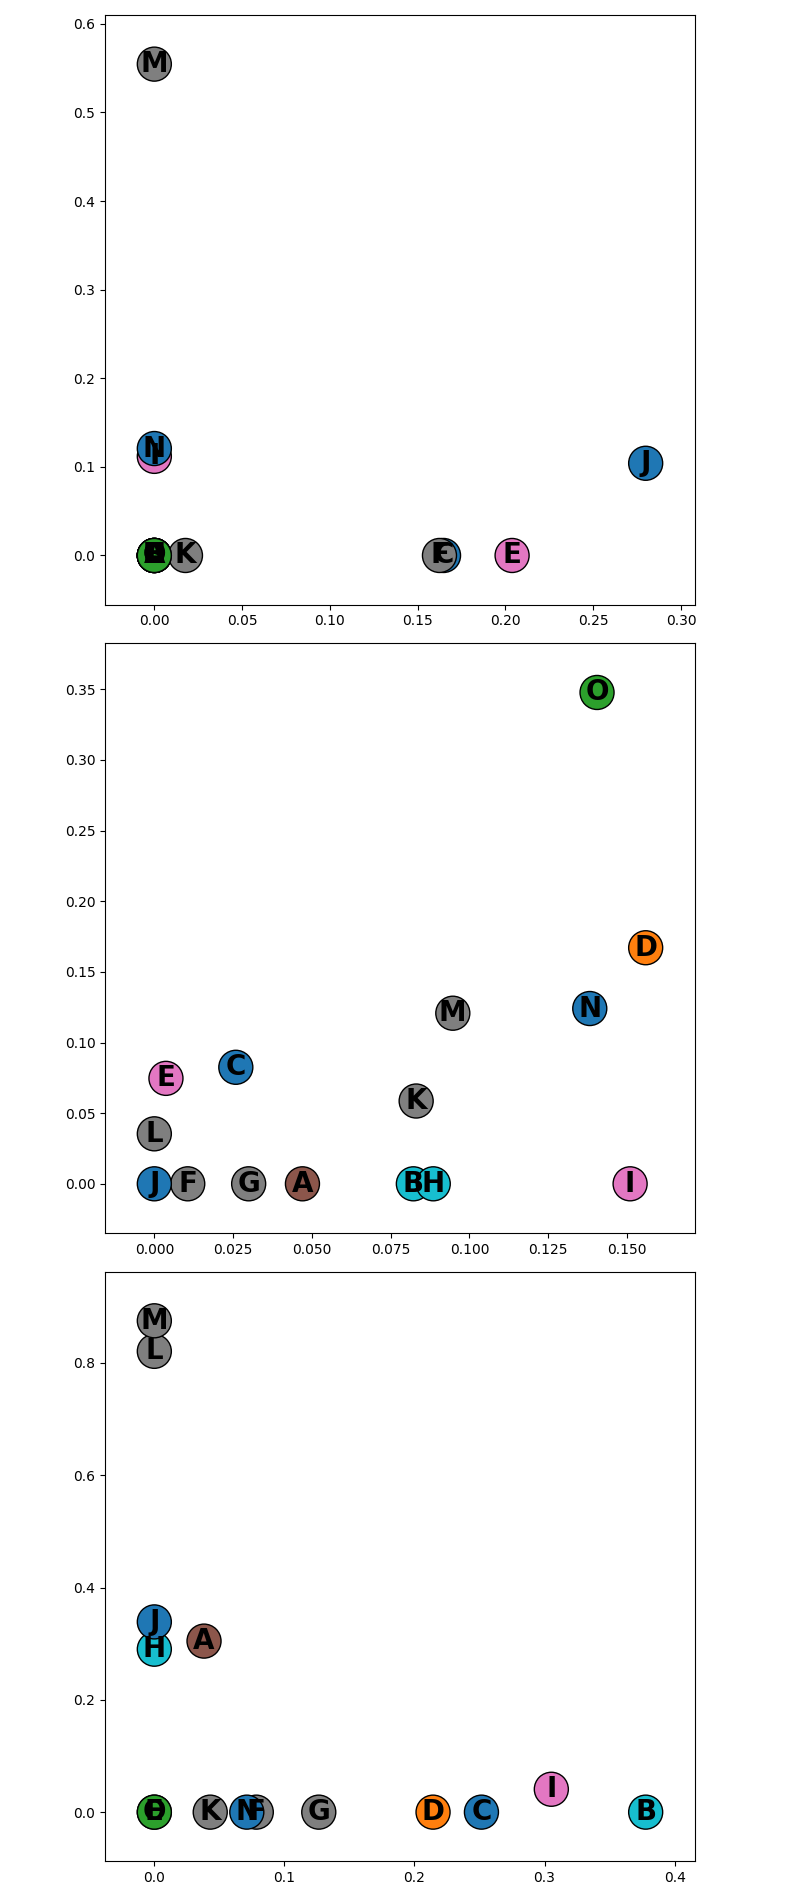 0.6
M
0.5
0.4
0.3
0.2
N
0.1
J
0.0
K
C
E
0.00 0.05 0.10 0.15 0.20 0.25 0.30
0.35
O
0.30
0.25
0.20
D
0.15
N
M
0.10
C
E
K
0.05
L
0.00
J F G A B H I
0.000 0.025 0.050 0.075 0.100 0.125 0.150
M
L
0.8
0.6
0.4
J
A
H
0.2
I
0.0
K N F G D C B
0.0 0.1 0.2 0.3 0.4